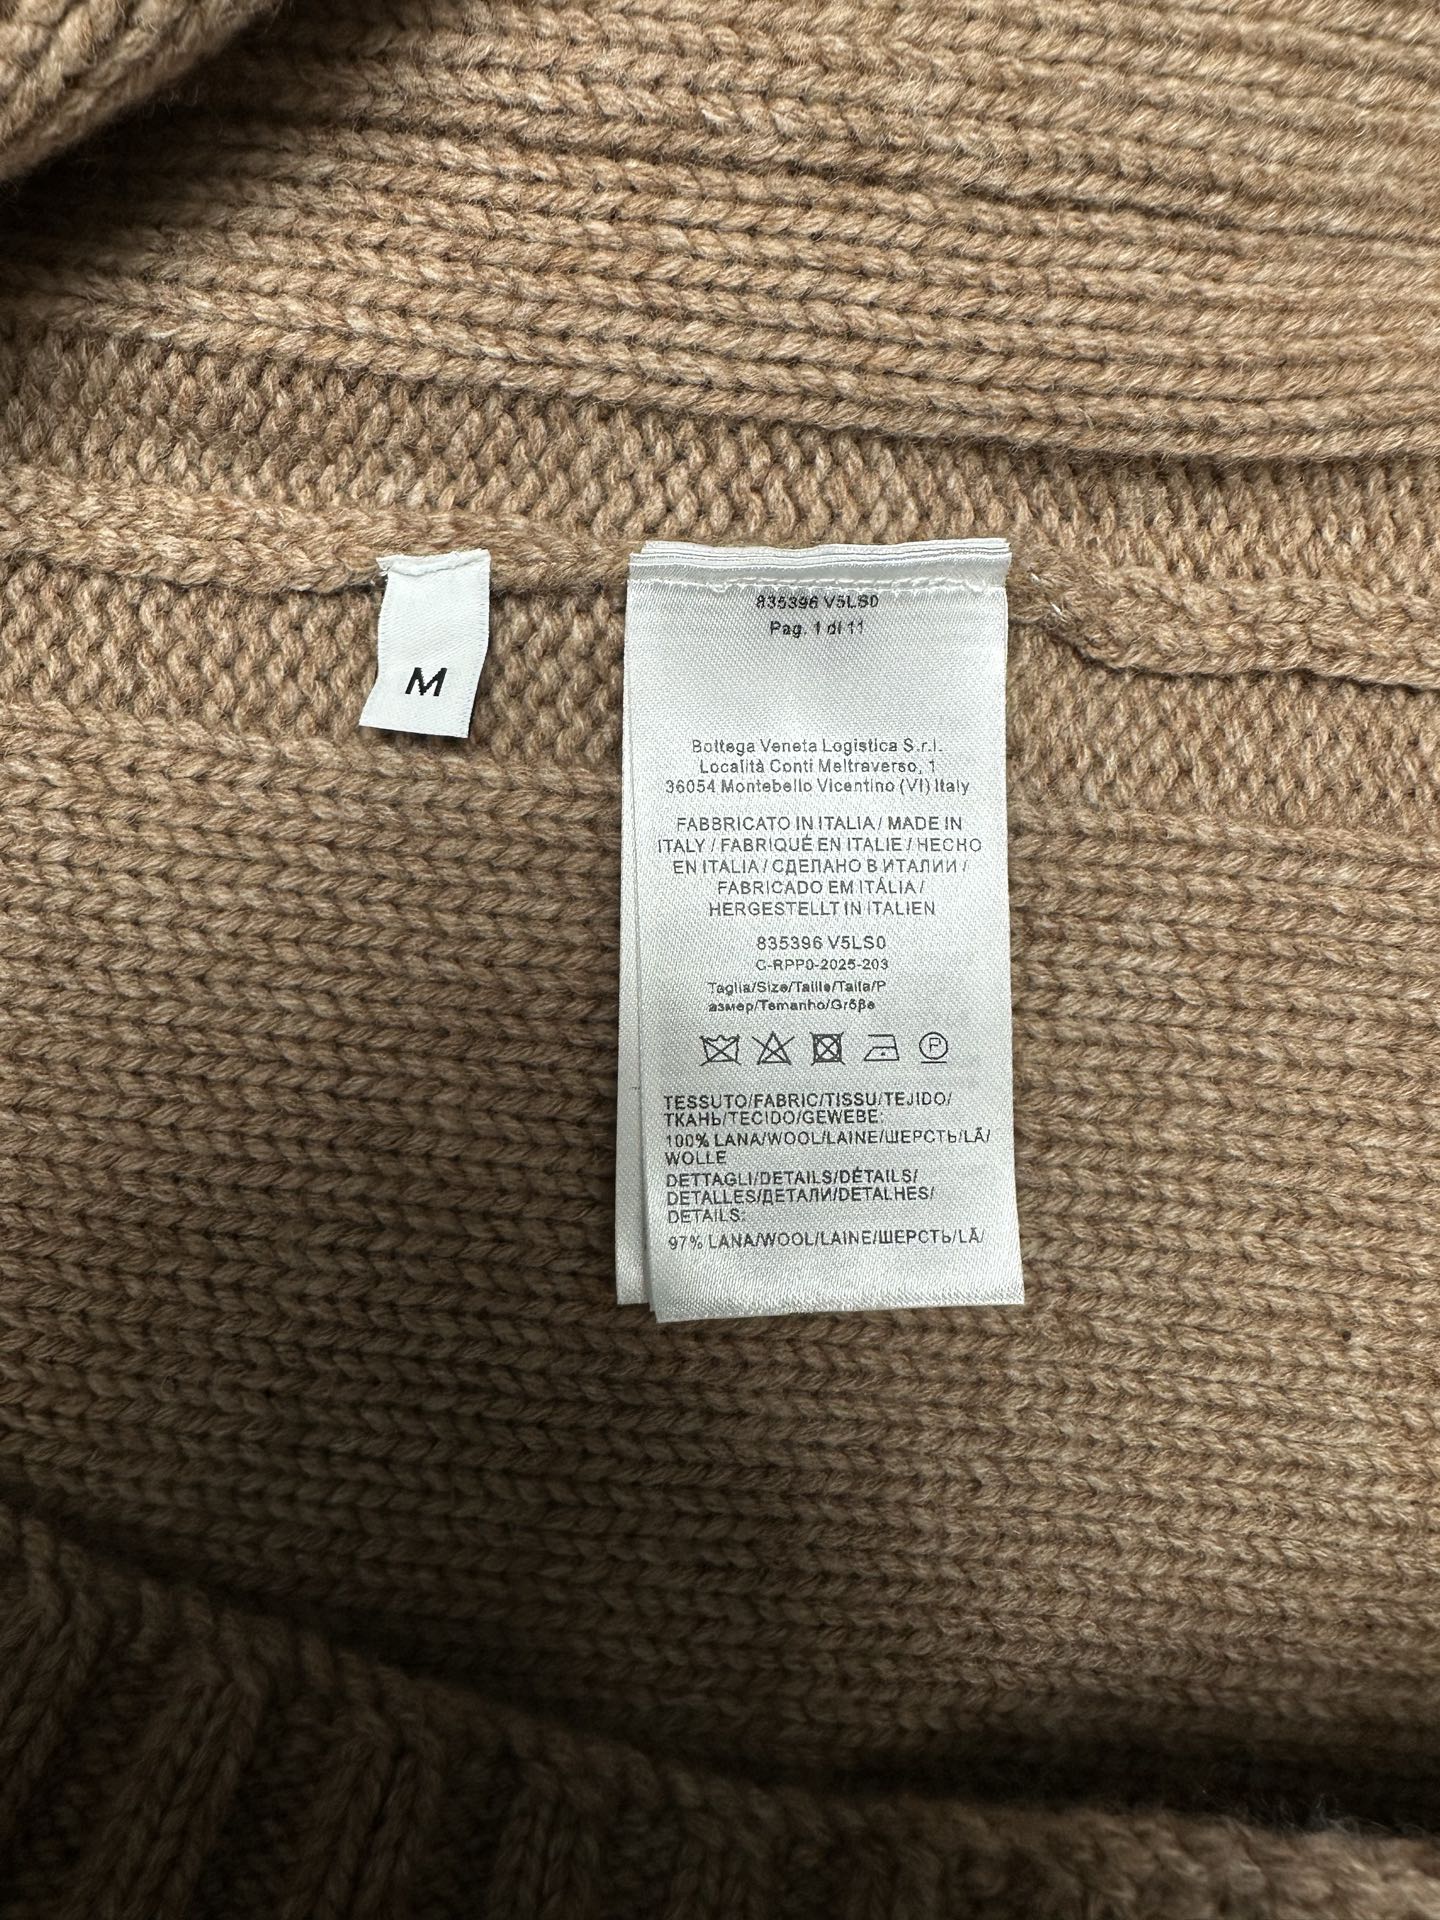 M
835396 V5LS0
Pag. 1 di 11
Bottega Veneta Logistica S.r.l.
Località Conti Meltraverso, 1
36054 Montebello Vicentino (VI) Italy
FABBRICATO IN ITALIA / MADE IN
ITALY / FABRIQUÉ EN ITALIE / HECHO
EN ITALIA / СДЕЛАНО В ИТАЛИИ /
FABRICADO EM ITÁLIA /
HERGESTELLT IN ITALIEN
835396 V5LS0
C-RPP0-2025-203
Taglia/Size/Taille/Talla/Р
азмер/Temanho/Größe
P
TESSUTO/FABRIC/TISSU/TEJIDO/
ТКАНЬ/TECIDO/GEWEBE:
100% LANA/WOOL/LAINE/ШЕРСТЬ/LÃ/
WOLLE
DETTAGLI/DETAILS/DÉTAILS/
DETALLES/ДЕТАЛИ/DETALHES/
DETAILS:
97% LANA/WOOL/LAINE/ШЕРСТЬ/LÃ/